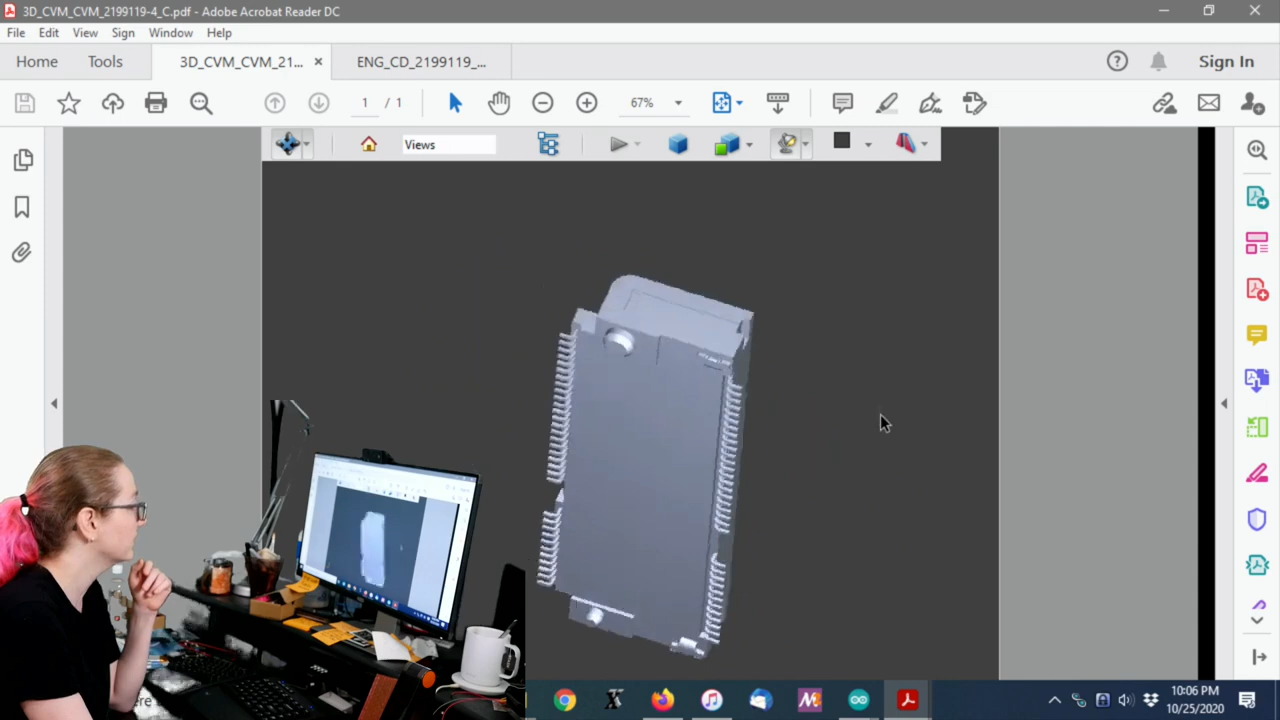 3D_CVM_CVM_2199119-4_C.pdf - Adobe Acrobat Reader DC
File Edit View Sign Window Help
Home Tools 3D_CVM_CVM_21... ENG_CD_2199119_...
Sign In
1 / 1
67%
Views
10:06 PM
10/25/2020